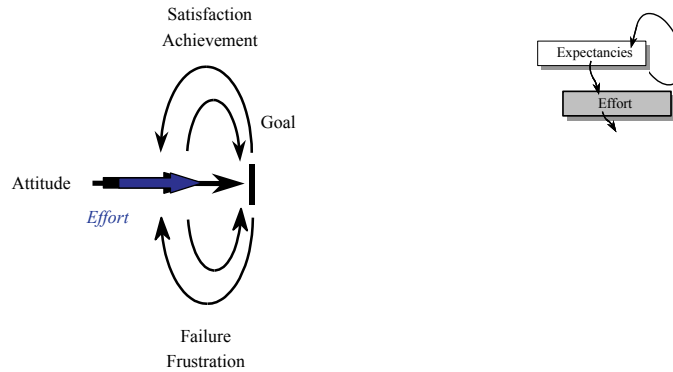 Satisfaction
Achievement
Goal
Attitude
Effort
Failure
Frustration
Expectancies
Effort